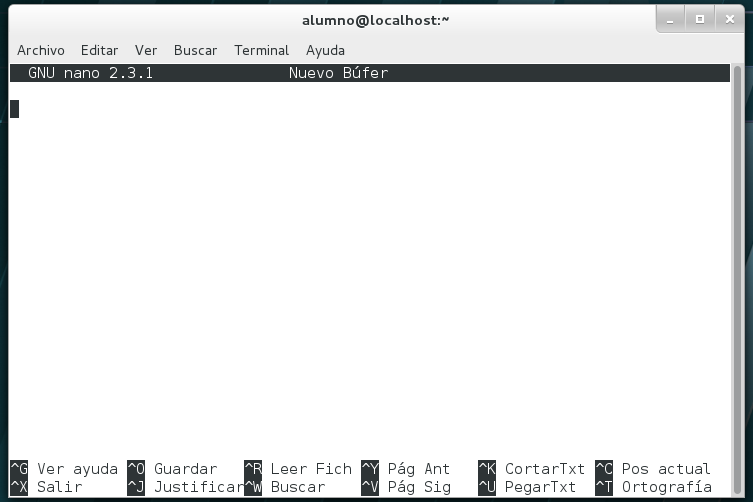 alumno@localhost:~
Archivo Editar Ver Buscar Terminal Ayuda
GNU nano 2.3.1 Nuevo Búfer
^G Ver ayuda ^O Guardar ^R Leer Fich ^Y Pág Ant ^K CortarTxt ^C Pos actual
^X Salir ^J Justificar ^W Buscar ^V Pág Sig ^U PegarTxt ^T Ortografía